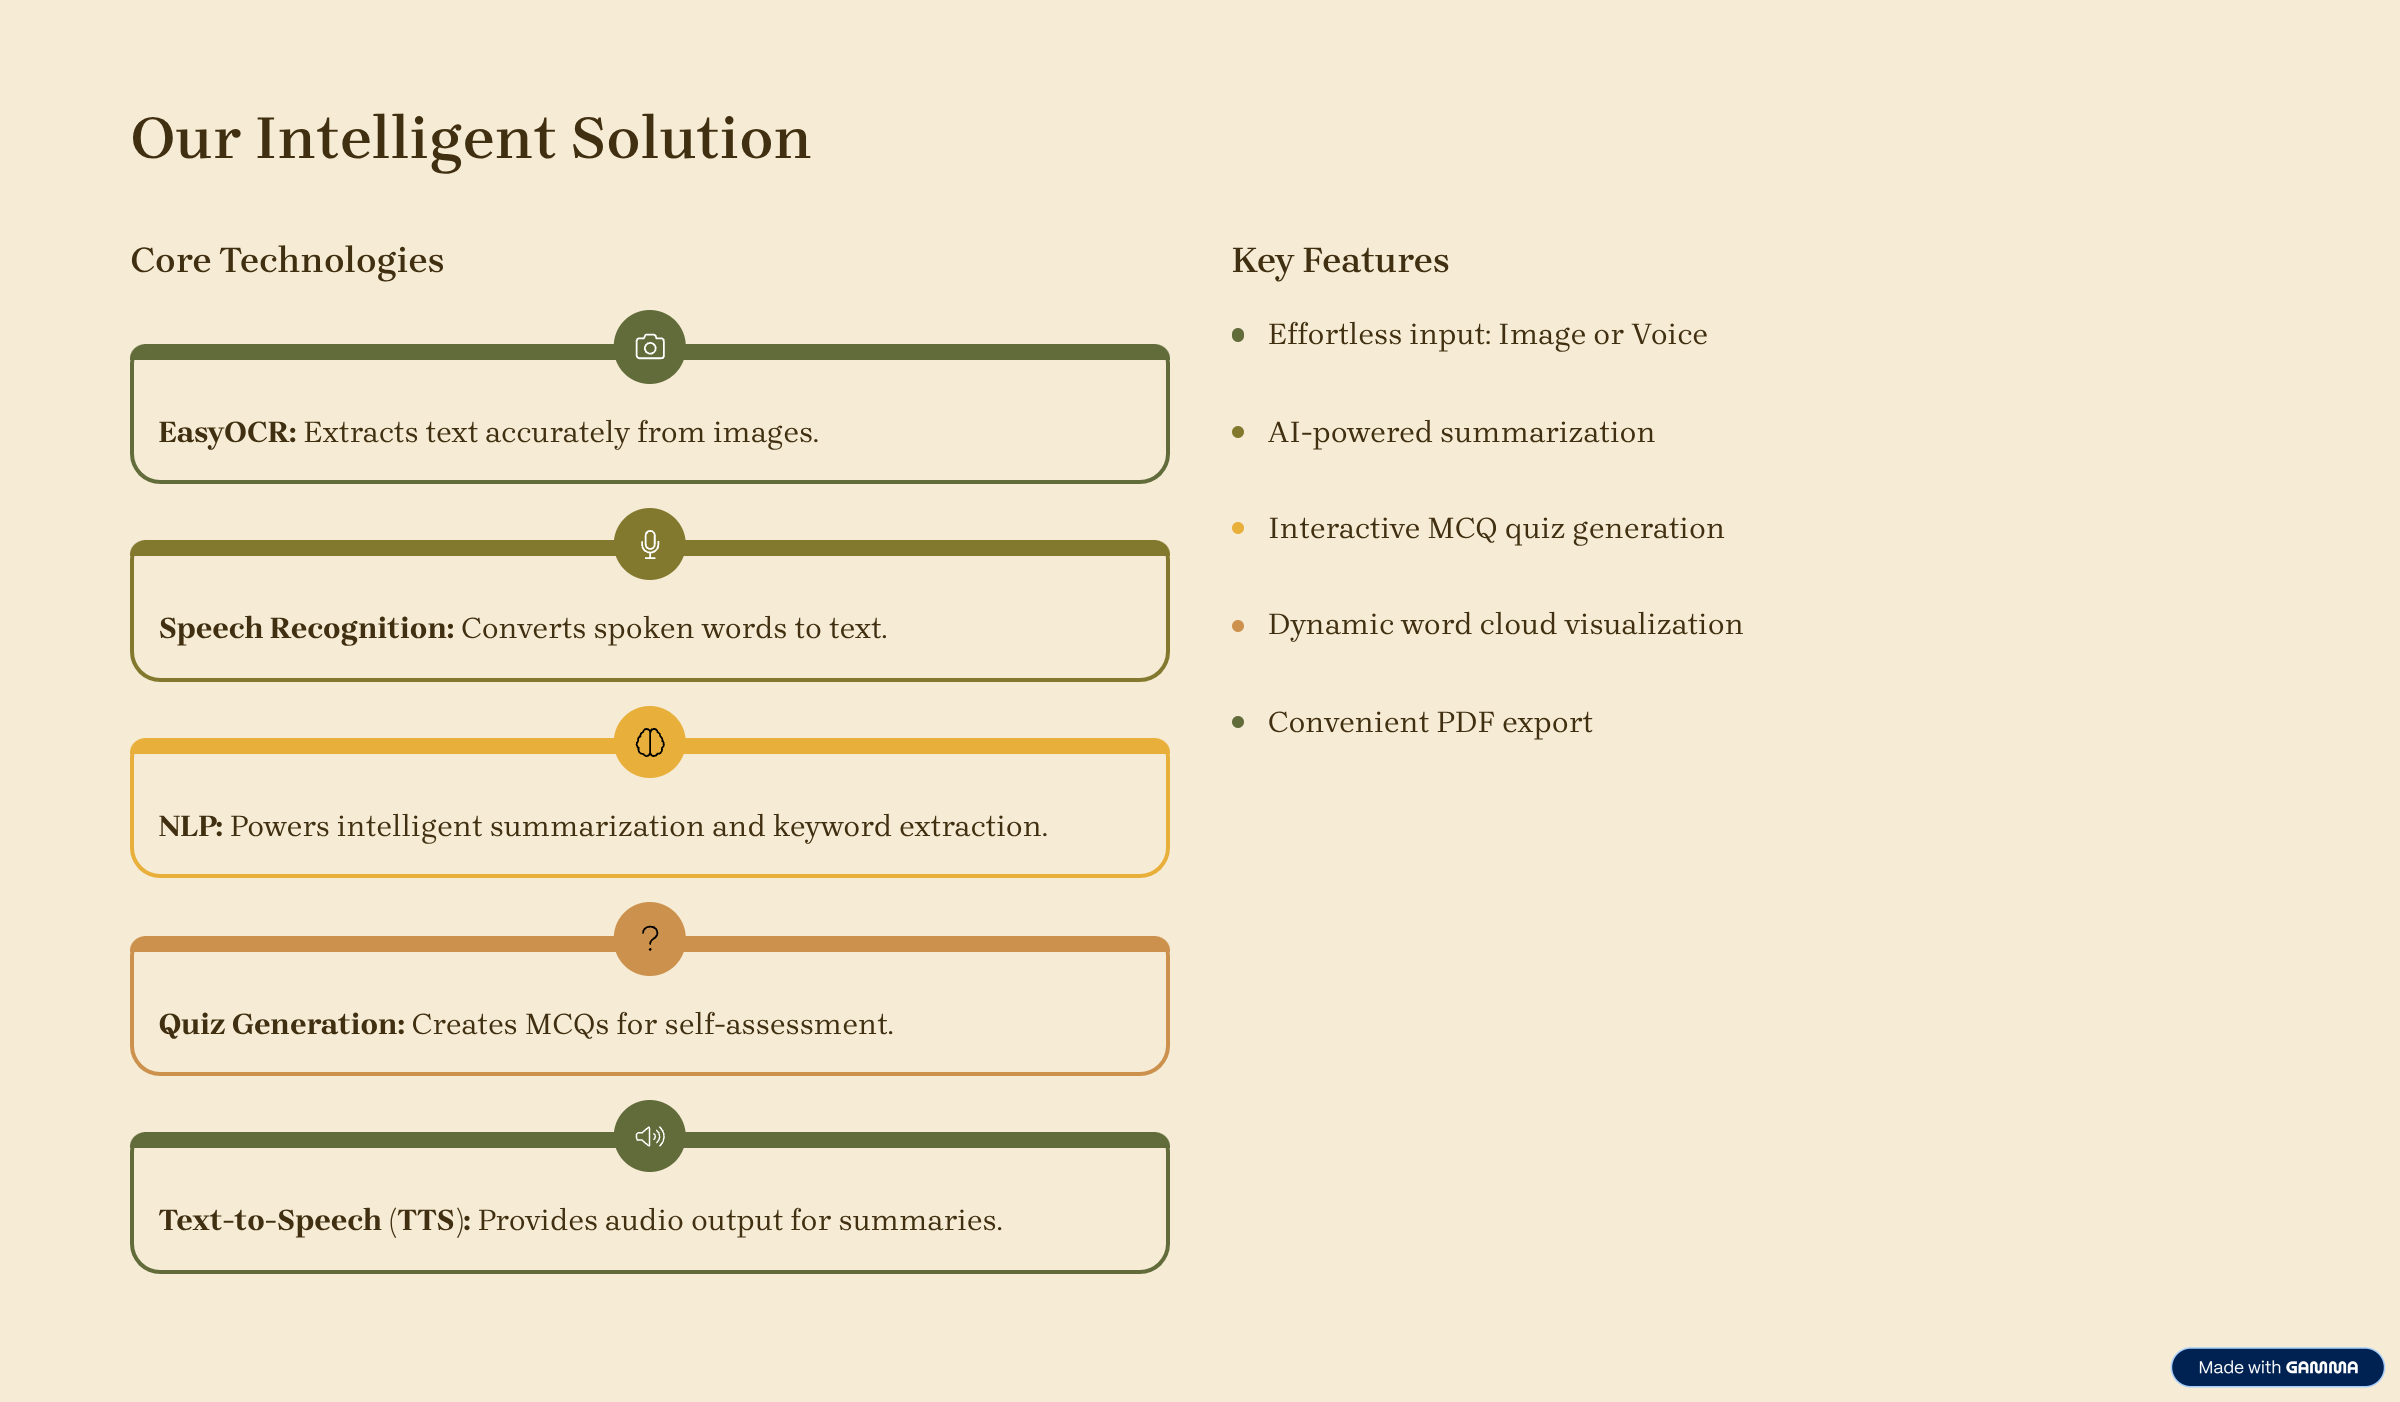 Our Intelligent Solution
Core Technologies
EasyOCR: Extracts text accurately from images.
Speech Recognition: Converts spoken words to text.
NLP: Powers intelligent summarization and keyword extraction.
?
Quiz Generation: Creates MCQs for self-assessment.
Text-to-Speech (TTS): Provides audio output for summaries.
Key Features
Effortless input: Image or Voice
AI-powered summarization
Interactive MCQ quiz generation
Dynamic word cloud visualization
Convenient PDF export
Made with GAMMA